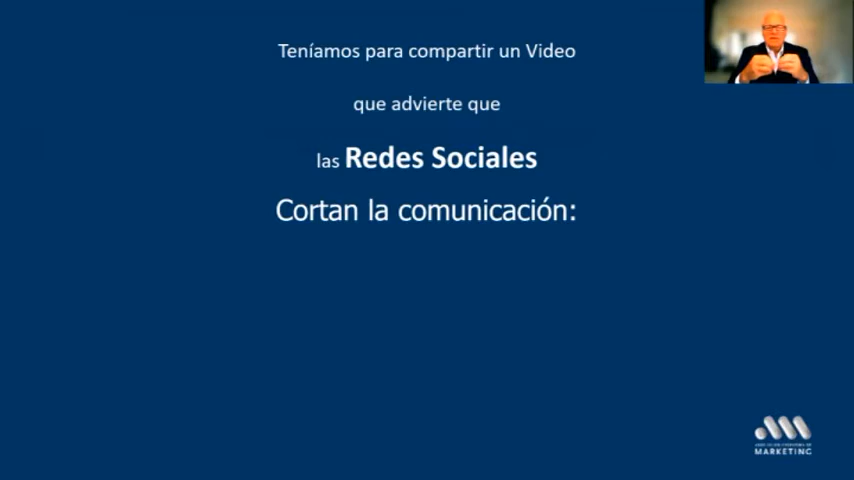 Teníamos para compartir un Video
que advierte que
las Redes Sociales
Cortan la comunicación:
MARKETING